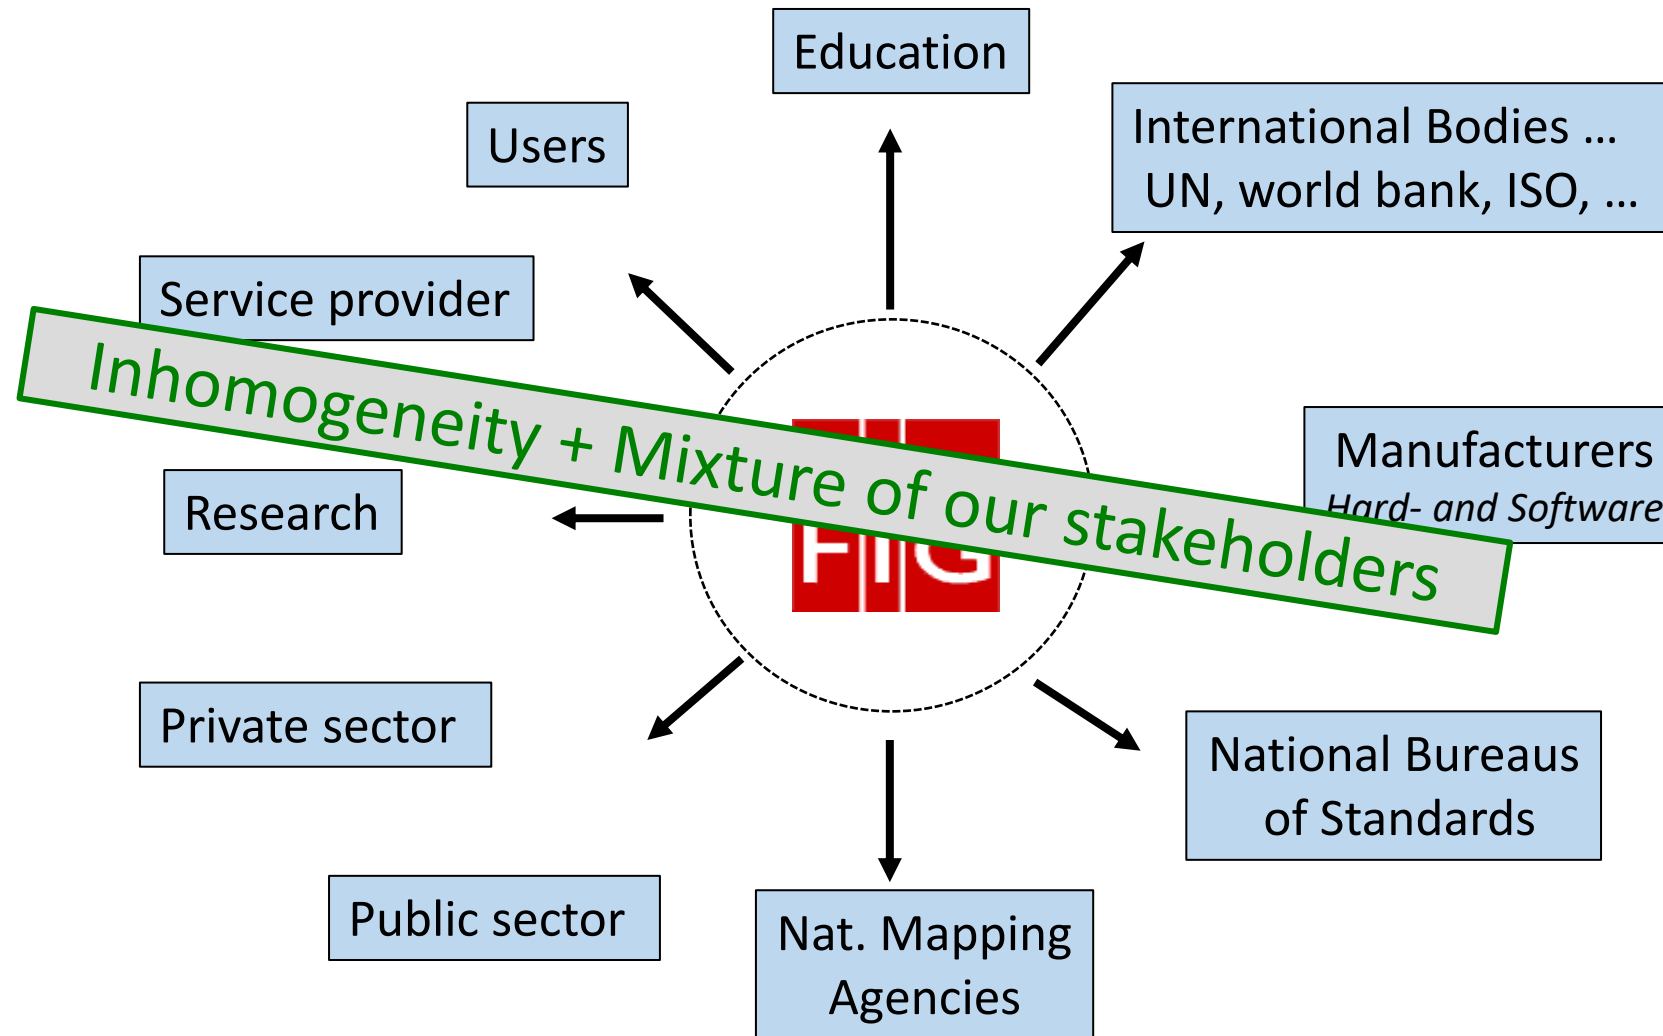 Education
Users
International Bodies ...
UN, world bank, ISO, ...
Service provider
Inhomogeneity + Mixture of our stakeholders
Manufacturers
Hard- and Software
Research
FIG
Private sector
National Bureaus
of Standards
Public sector
Nat. Mapping
Agencies